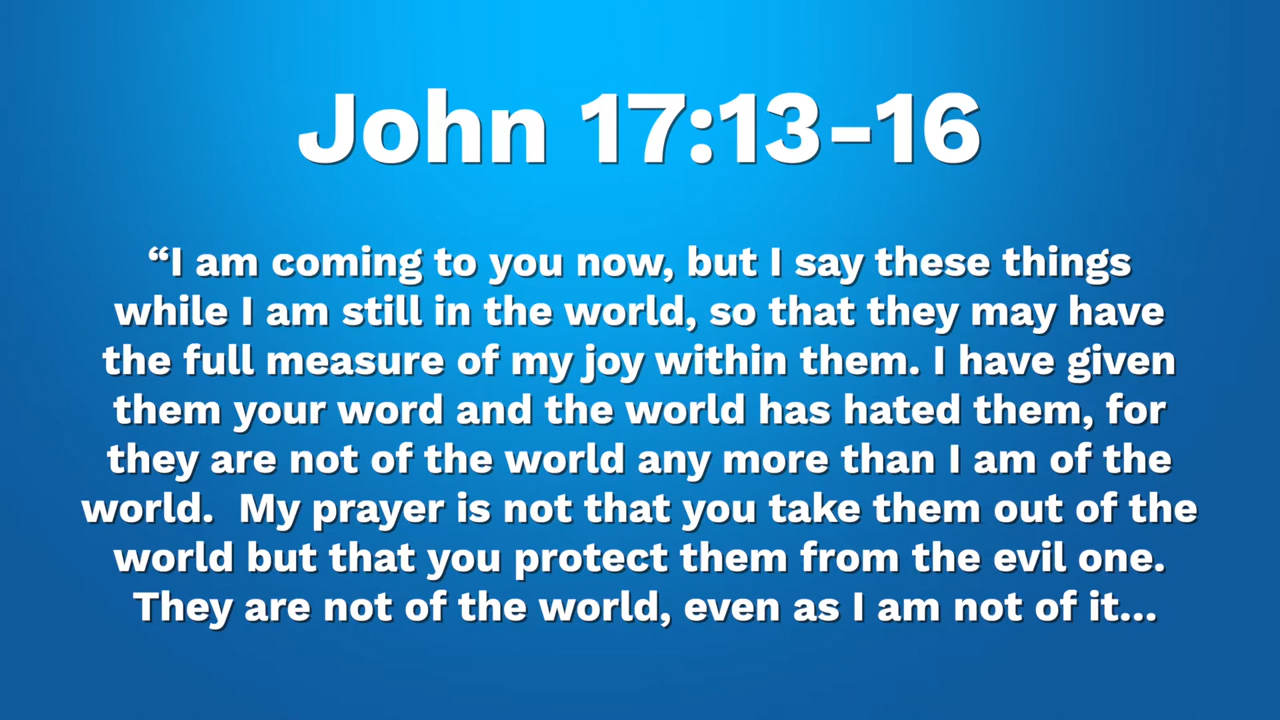 John 17:13-16
“I am coming to you now, but I say these things
while I am still in the world, so that they may have
the full measure of my joy within them. I have given
them your word and the world has hated them, for
they are not of the world any more than I am of the
world.  My prayer is not that you take them out of the
world but that you protect them from the evil one.
They are not of the world, even as I am not of it...